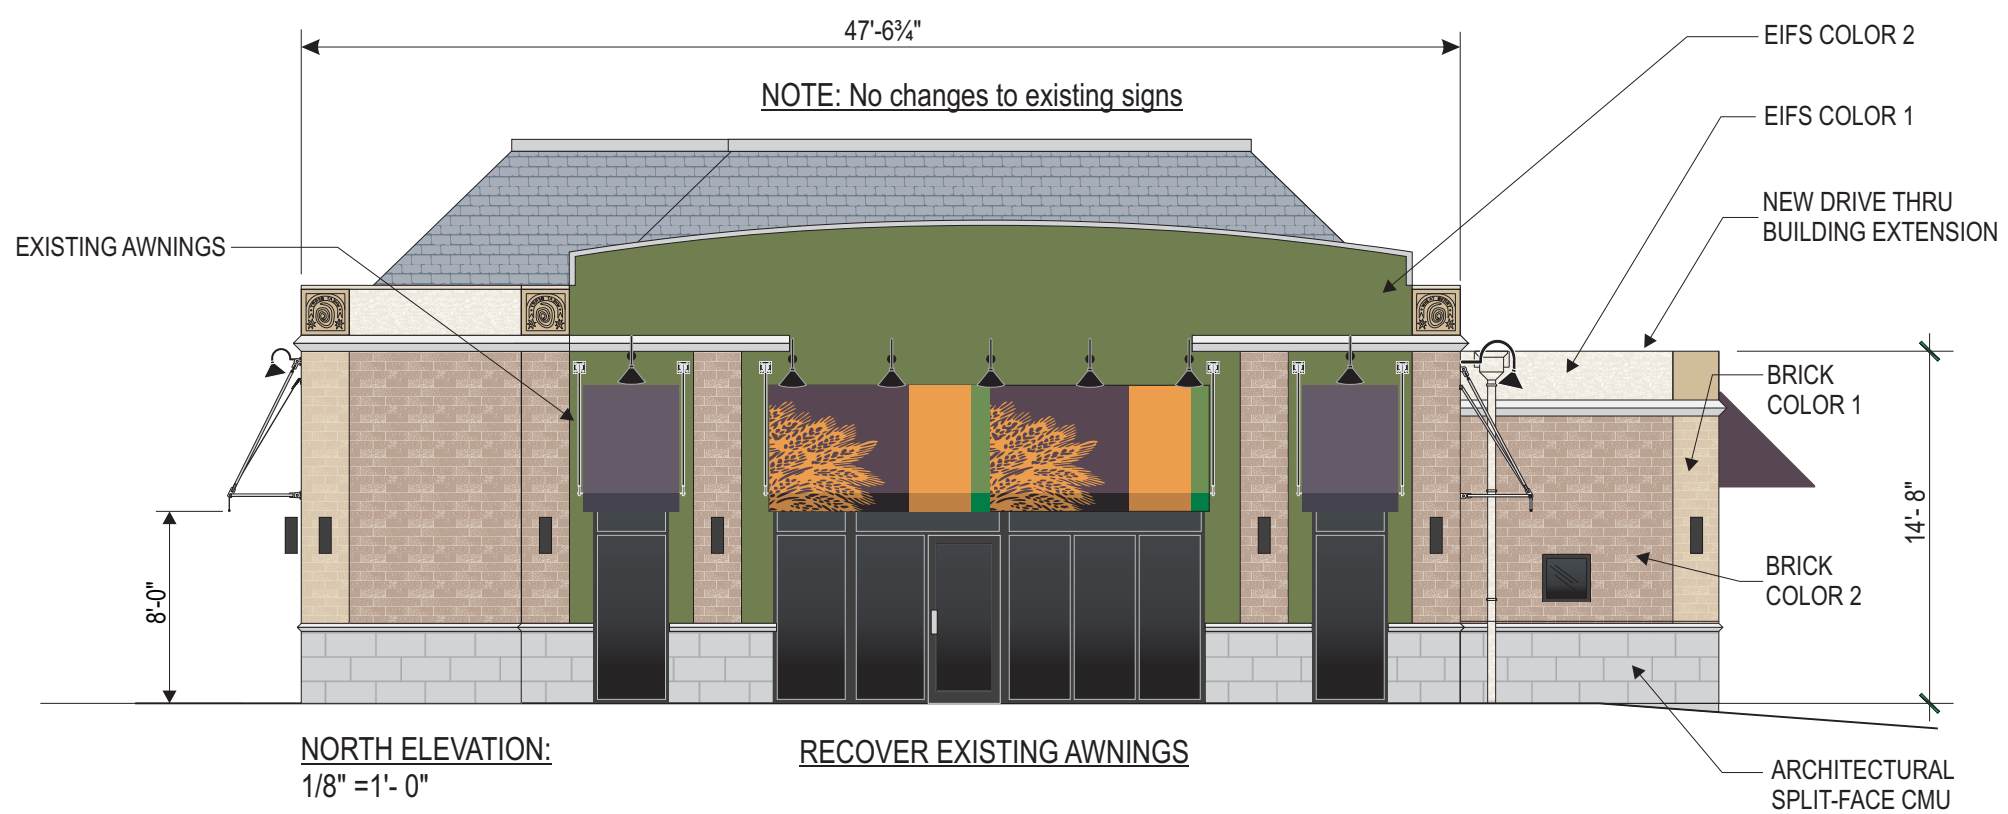 47'-6¾"
NOTE: No changes to existing signs
EIFS COLOR 2
EIFS COLOR 1
NEW DRIVE THRU
BUILDING EXTENSION
EXISTING AWNINGS
BRICK
COLOR 1
14'- 8"
BRICK
COLOR 2
8'-0"
NORTH ELEVATION:
1/8" =1'- 0"
RECOVER EXISTING AWNINGS
ARCHITECTURAL
SPLIT-FACE CMU